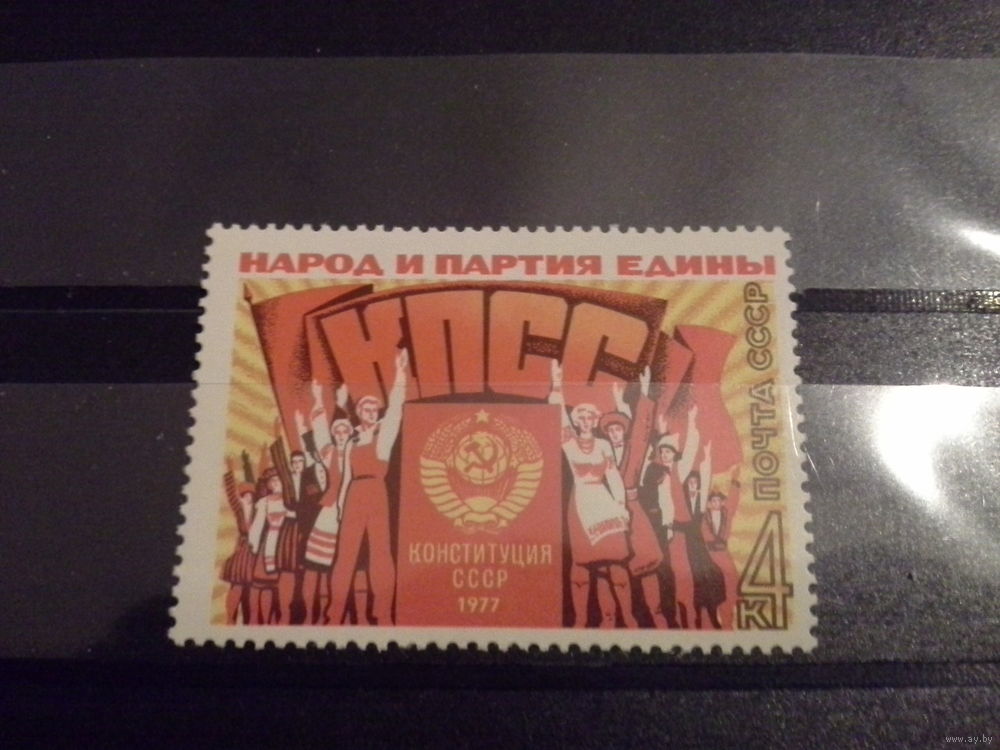 НАРОД И ПАРТИЯ ЕДИНЫ
КПСС
КОНСТИТУЦИЯ
СССР
1977
ПОЧТА СССР
4
К
www.ay.by